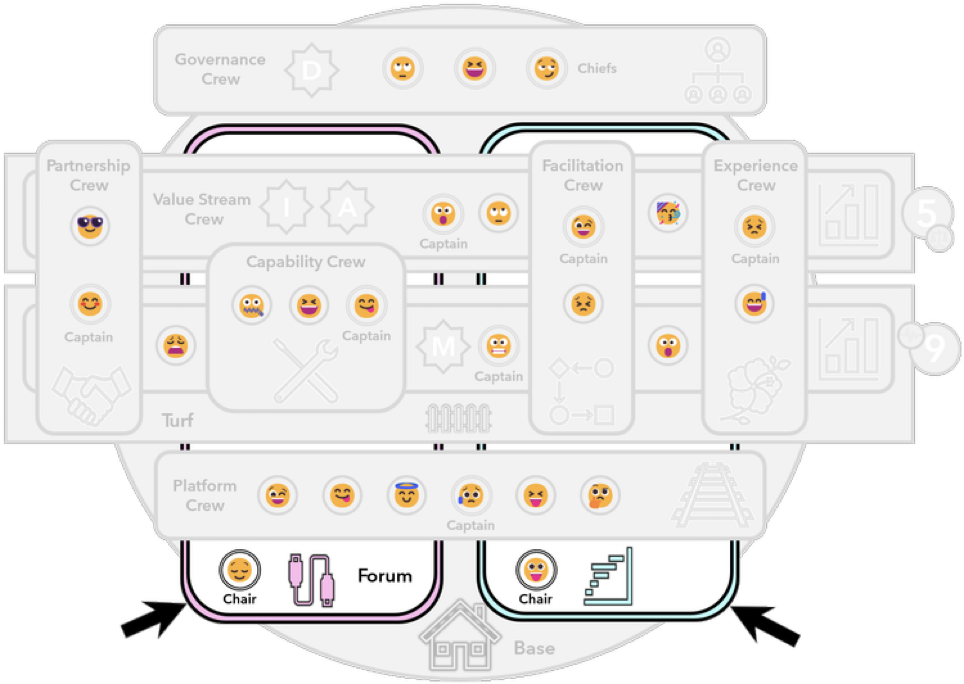 Governance
Crew
D
Chiefs
Partnership
Crew
Facilitation
Crew
Experience
Crew
Value Stream
Crew
I
A
Captain
5
Captain
Captain
Capability Crew
Captain
Captain
M
Captain
9
Turf
Platform
Crew
Captain
Chair
Forum
Chair
Base